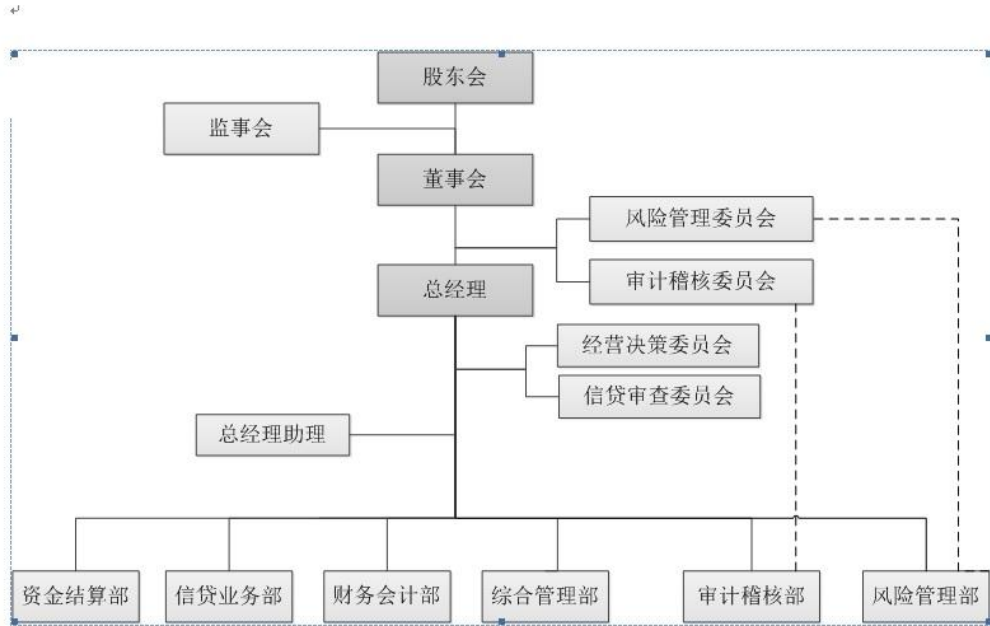 股东会
监事会
董事会
风险管理委员会
审计稽核委员会
总经理
经营决策委员会
信贷审查委员会
总经理助理
资金结算部
信贷业务部
财务会计部
综合管理部
审计稽核部
风险管理部